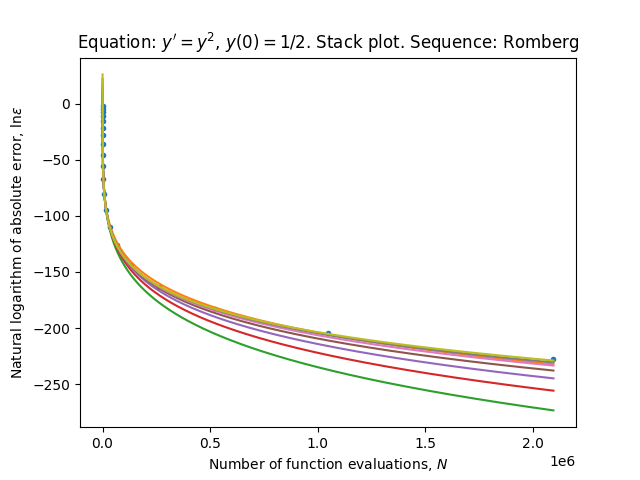 Equation: y′ = y², y(0) = 1/2. Stack plot. Sequence: Romberg
Natural logarithm of absolute error, lnε
0
−50
−100
−150
−200
−250
0.0 0.5 1.0 1.5 2.0
1e6
Number of function evaluations, N